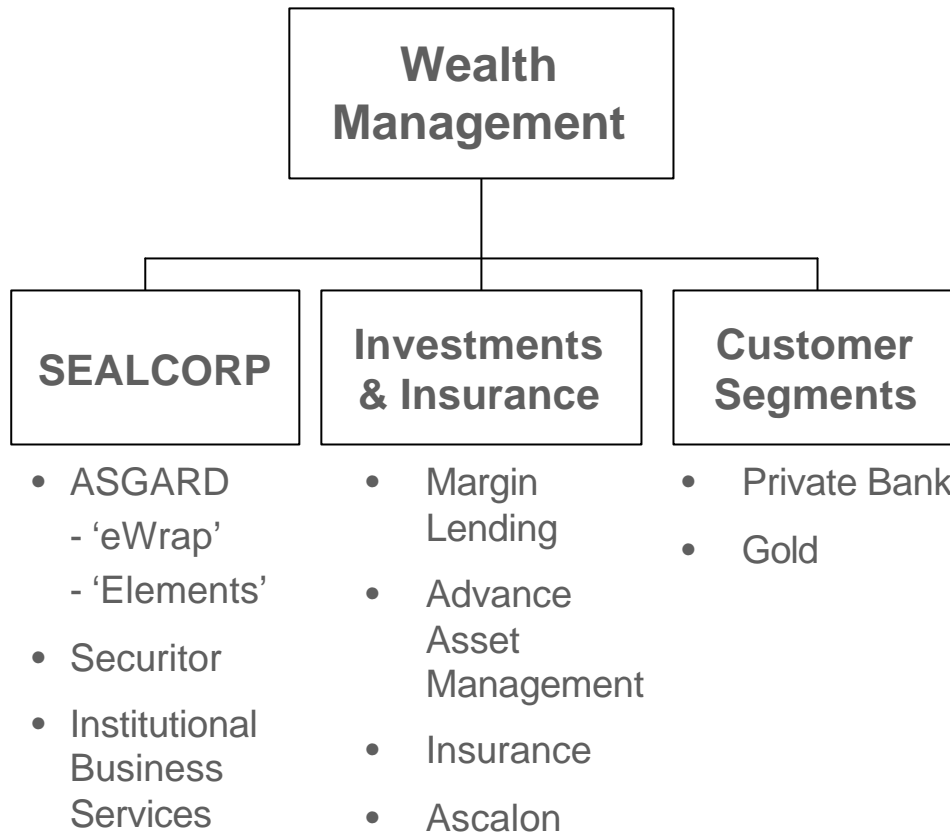 Wealth
Management
SEALCORP
• ASGARD
- ‘eWrap’
- ‘Elements’
• Securitor
• Institutional
Business
Services
Investments
& Insurance
• Margin
Lending
• Advance
Asset
Management
• Insurance
• Ascalon
Customer
Segments
• Private Bank
• Gold